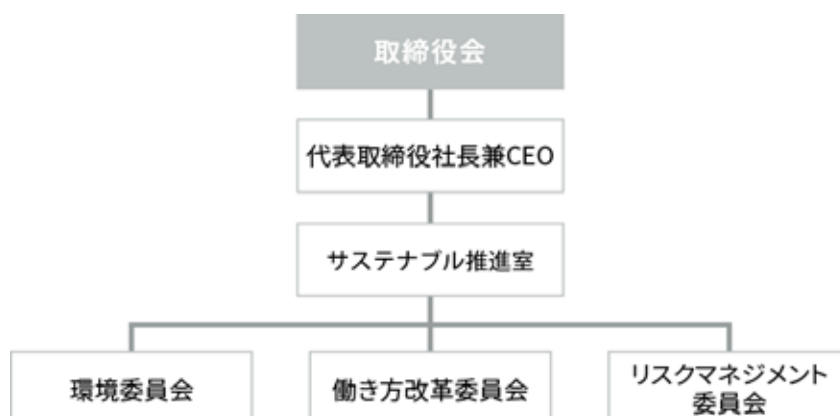 取締役会
代表取締役社長兼CEO
サステナブル推進室
環境委員会
働き方改革委員会
リスクマネジメント
委員会